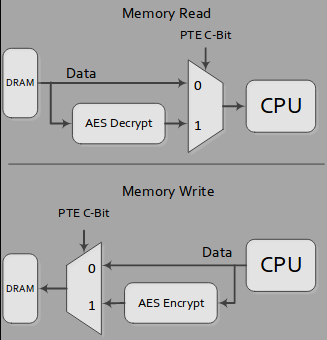 Memory Read
PTE C-Bit
DRAM
Data
0
CPU
AES Decrypt
1
Memory Write
PTE C-Bit
Data
CPU
0
DRAM
1
AES Encrypt